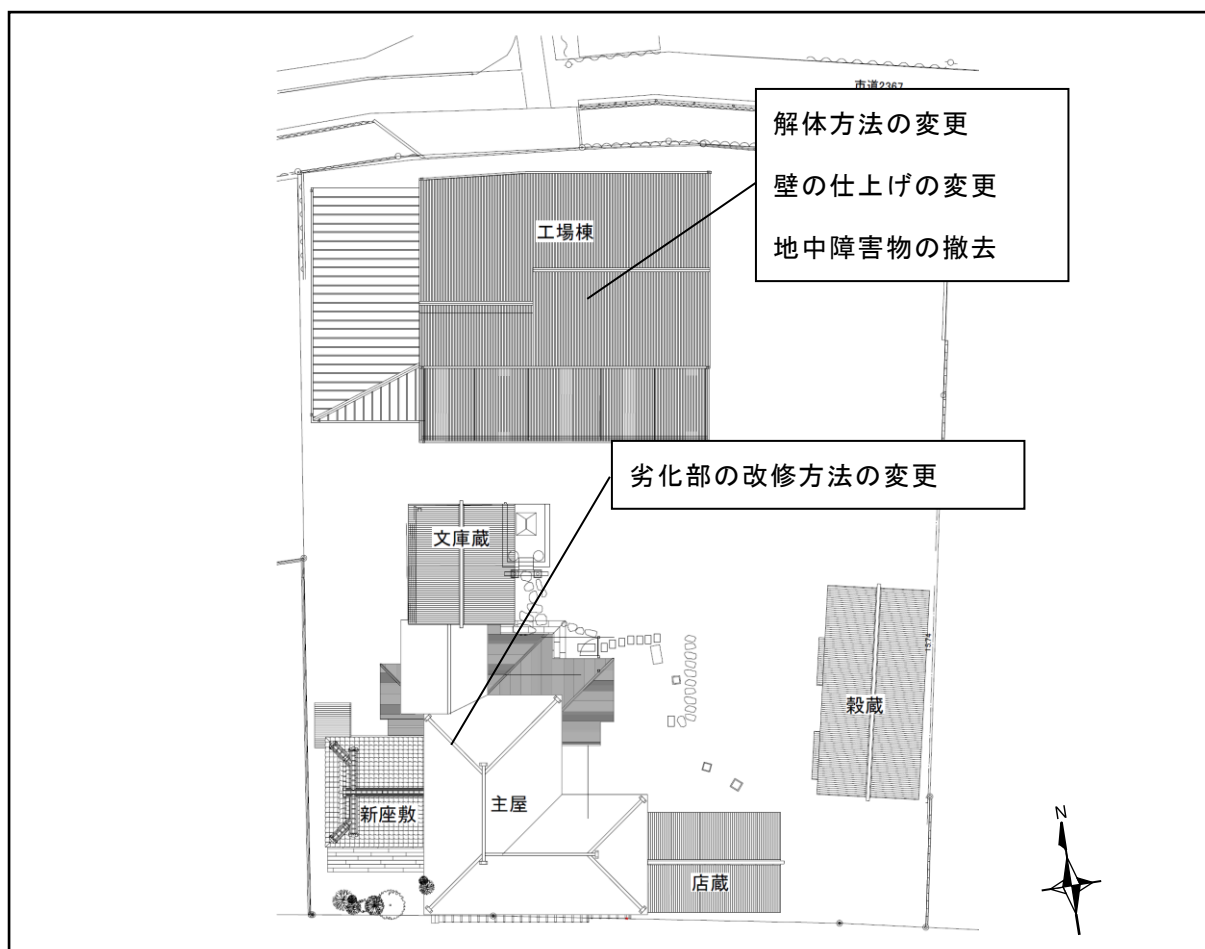 市道2367
解体方法の変更
壁の仕上げの変更
地中障害物の撤去
工場棟
劣化部の改修方法の変更
文庫蔵
穀蔵
主屋
新座敷
店蔵
N